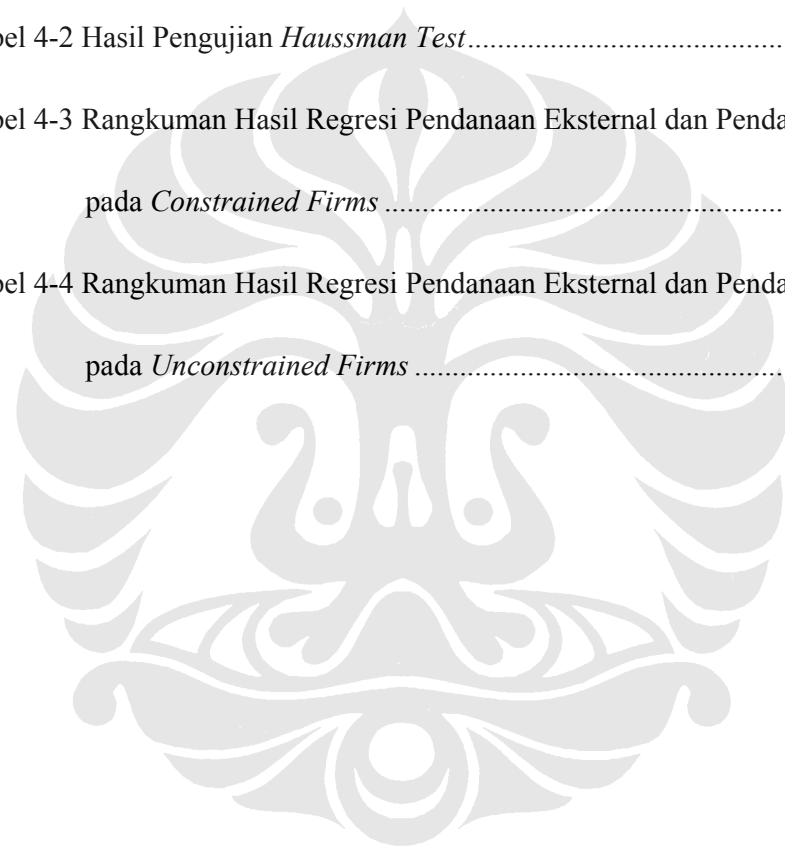 bel 4-2 Hasil Pengujian Haussman Test..........................................
bel 4-3 Rangkuman Hasil Regresi Pendanaan Eksternal dan Penda
pada Constrained Firms .....................................................
bel 4-4 Rangkuman Hasil Regresi Pendanaan Eksternal dan Penda
pada Unconstrained Firms .................................................